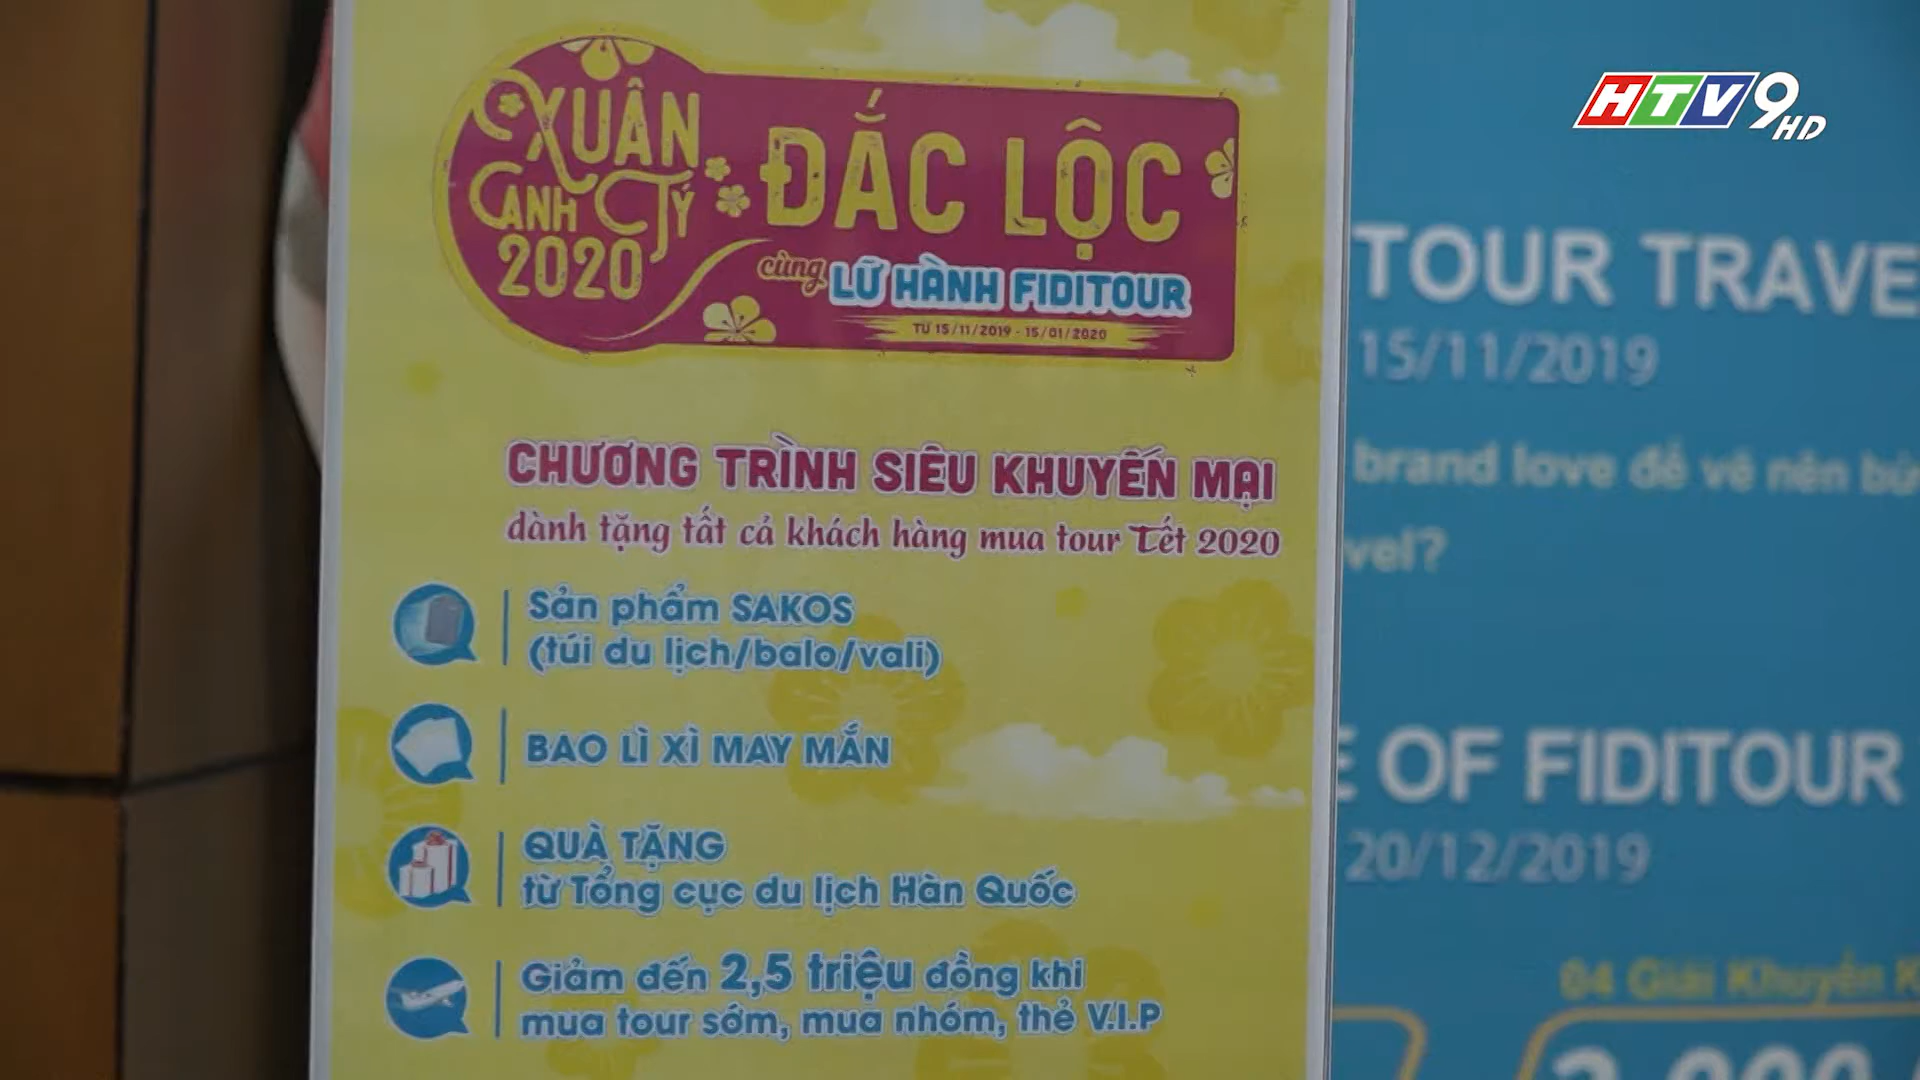 XUÂN
CANH TÝ
2020
ĐẮC LỘC
cùng LỮ HÀNH FIDITOUR
TỪ 15/11/2019 - 15/01/2020
CHƯƠNG TRÌNH SIÊU KHUYẾN MẠI
dành tặng tất cả khách hàng mua tour Tết 2020
Sản phẩm SAKOS
(túi du lịch/balo/vali)
BAO LÌ XÌ MAY MẮN
QUÀ TẶNG
từ Tổng cục du lịch Hàn Quốc
Giảm đến 2,5 triệu đồng khi
mua tour sớm, mua nhóm, thẻ V.I.P
HTV9 HD
TOUR TRAVE
15/11/2019
brand love để vẽ nên bứ
vel?
E OF FIDITOUR
20/12/2019
04 Giải Khuyến K